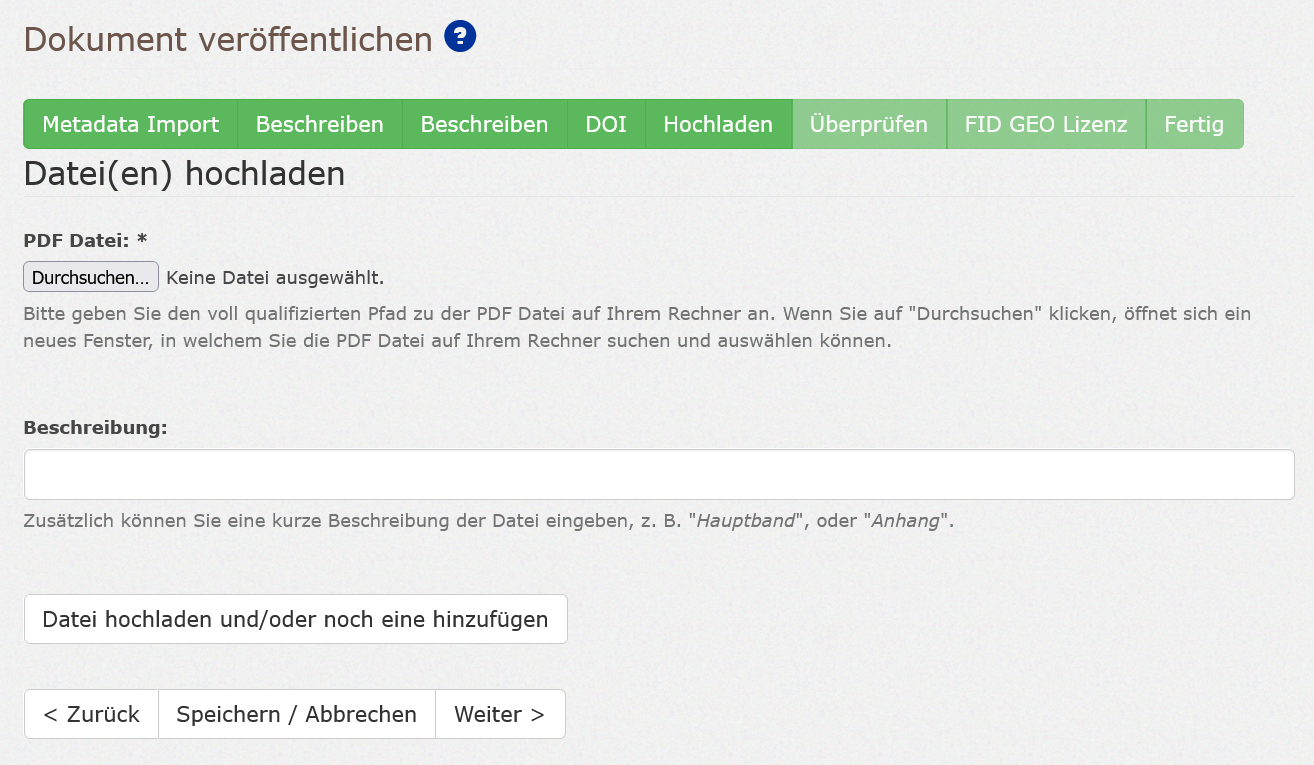 Dokument veröffentlichen ?
Metadata Import Beschreiben Beschreiben DOI Hochladen Überprüfen FID GEO Lizenz Fertig
Datei(en) hochladen
PDF Datei: *
Durchsuchen... Keine Datei ausgewählt.
Bitte geben Sie den voll qualifizierten Pfad zu der PDF Datei auf Ihrem Rechner an. Wenn Sie auf "Durchsuchen" klicken, öffnet sich ein
neues Fenster, in welchem Sie die PDF Datei auf Ihrem Rechner suchen und auswählen können.
Beschreibung:
Zusätzlich können Sie eine kurze Beschreibung der Datei eingeben, z. B. "Hauptband", oder "Anhang".
Datei hochladen und/oder noch eine hinzufügen
< Zurück Speichern / Abbrechen Weiter >